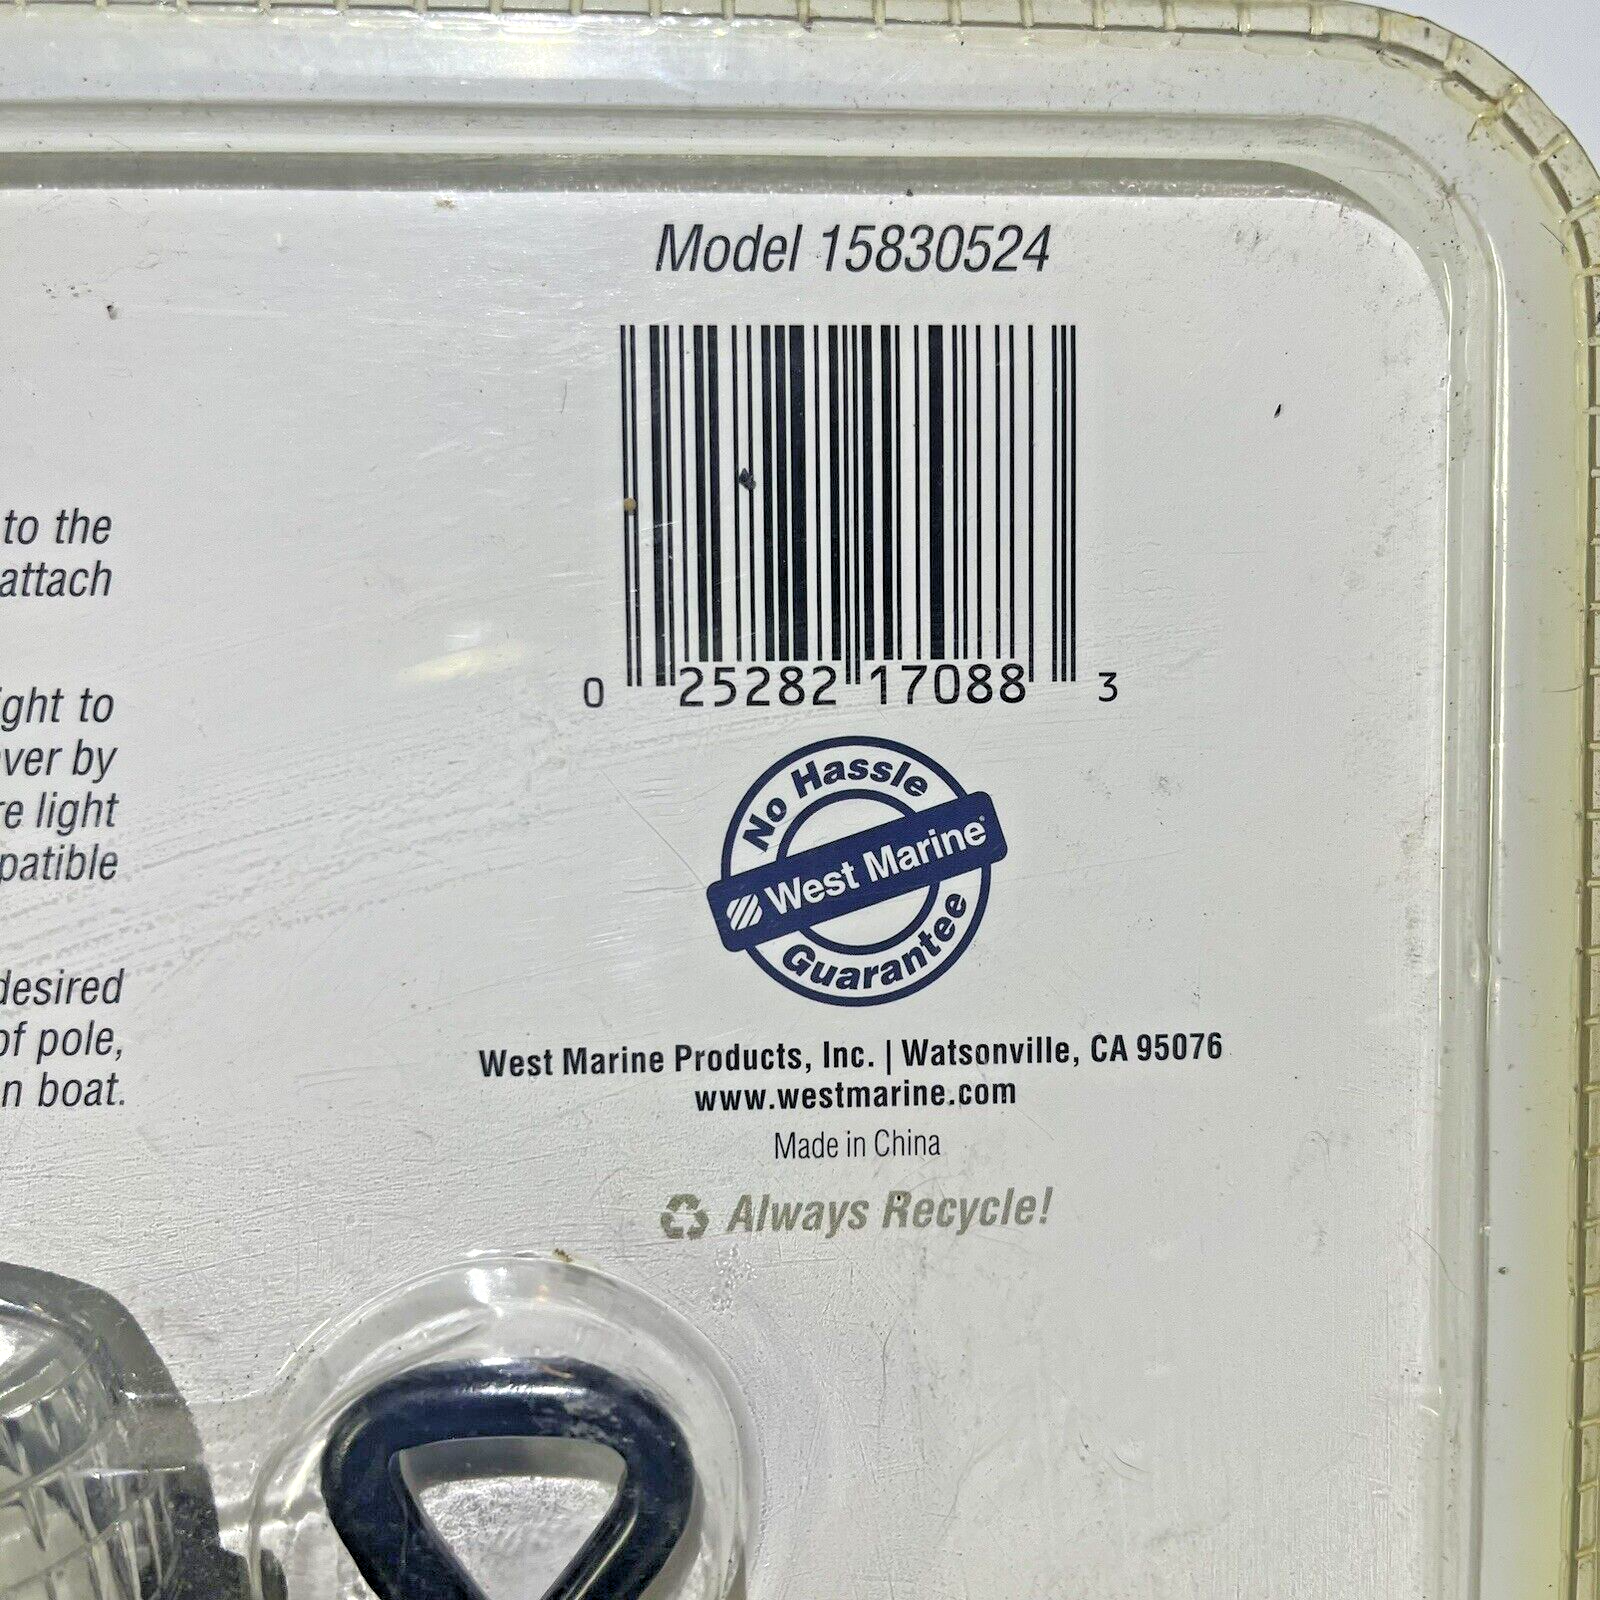 Model 15830524
0 25282 17088 3
to the
attach
ght to
ver by
re light
patible
desired
of pole,
n boat.
No Hassle
West Marine®
Guarantee
West Marine Products, Inc. | Watsonville, CA 95076
www.westmarine.com
Made in China
Always Recycle!